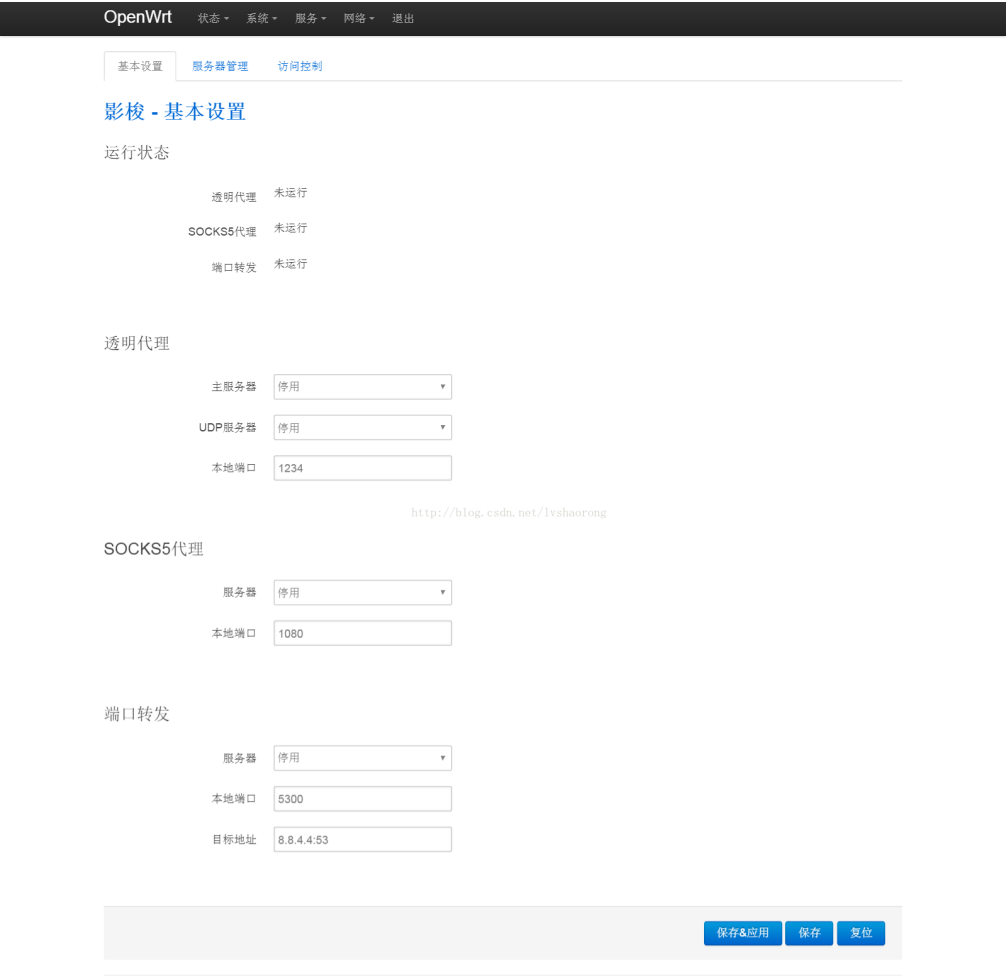 OpenWrt 状态 系统 服务 网络 退出
基本设置 服务器管理 访问控制
影梭 - 基本设置
运行状态
透明代理 未运行
SOCKS5代理 未运行
端口转发 未运行
透明代理
主服务器 停用
UDP服务器 停用
本地端口 1234
http://blog.csdn.net/lvshaorong
SOCKS5代理
服务器 停用
本地端口 1080
端口转发
服务器 停用
本地端口 5300
目标地址 8.8.4.4:53
保存&应用 保存 复位